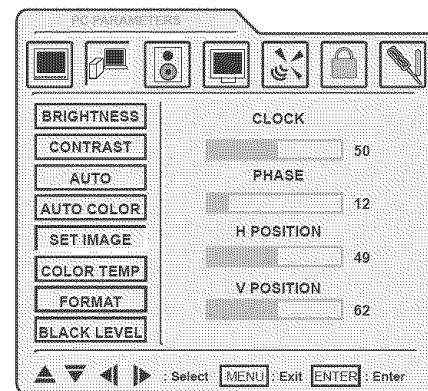 PC PARAMETERS
BRIGHTNESS
CONTRAST
AUTO
AUTO COLOR
SET IMAGE
COLOR TEMP
FORMAT
BLACK LEVEL
CLOCK
50
PHASE
12
H POSITION
49
V POSITION
62
: Select MENU : Exit ENTER : Enter